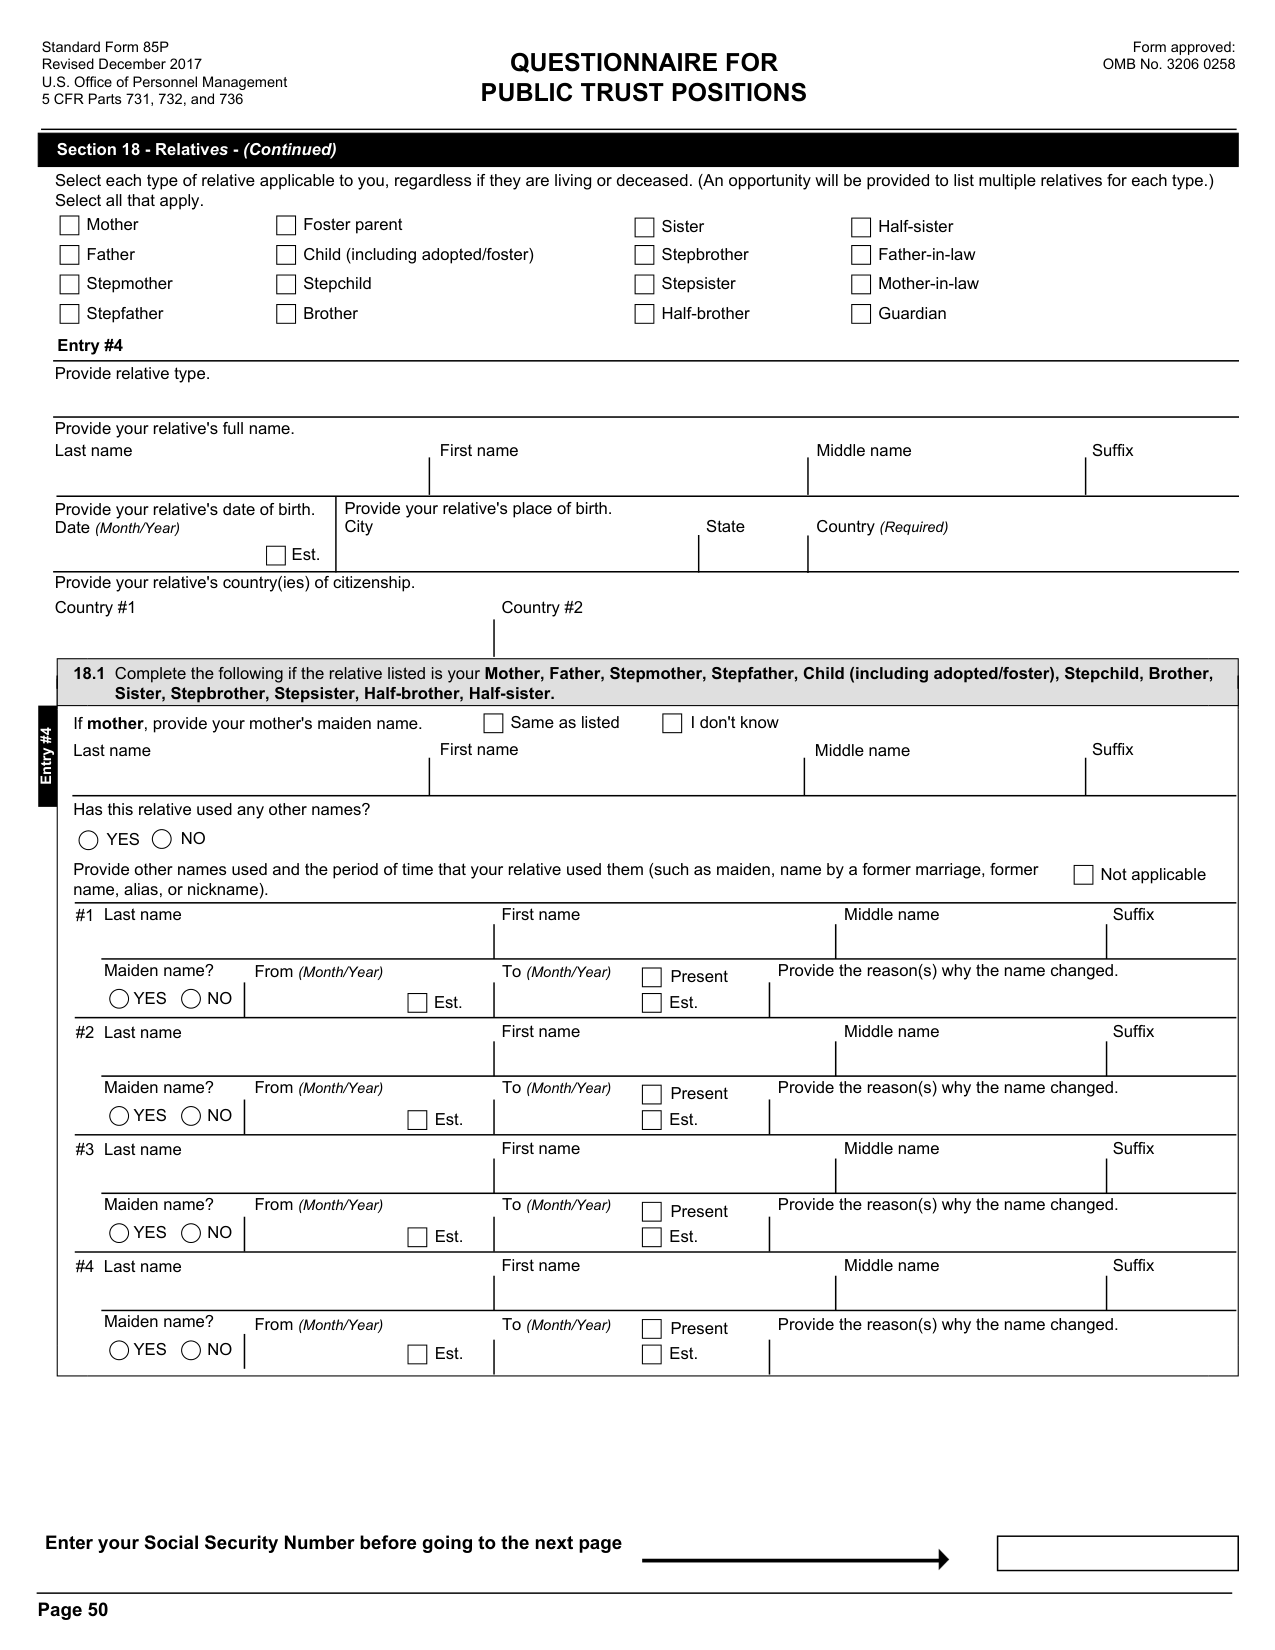 Standard Form 85P
Revised December 2017
U.S. Office of Personnel Management
5 CFR Parts 731, 732, and 736
QUESTIONNAIRE FOR
PUBLIC TRUST POSITIONS
Form approved:
OMB No. 3206 0258
Section 18 - Relatives - (Continued)
Select each type of relative applicable to you, regardless if they are living or deceased. (An opportunity will be provided to list multiple relatives for each type.)
Select all that apply.
Mother Foster parent Sister Half-sister
Father Child (including adopted/foster) Stepbrother Father-in-law
Stepmother Stepchild Stepsister Mother-in-law
Stepfather Brother Half-brother Guardian
Entry #4
Provide relative type.
Provide your relative's full name.
Last name First name Middle name Suffix
Provide your relative's date of birth.
Date (Month/Year)
Est.
Provide your relative's place of birth.
City State Country (Required)
Provide your relative's country(ies) of citizenship.
Country #1 Country #2
18.1 Complete the following if the relative listed is your Mother, Father, Stepmother, Stepfather, Child (including adopted/foster), Stepchild, Brother,
Sister, Stepbrother, Stepsister, Half-brother, Half-sister.
Entry #4
If mother, provide your mother's maiden name. Same as listed I don't know
Last name First name Middle name Suffix
Has this relative used any other names?
YES NO
Provide other names used and the period of time that your relative used them (such as maiden, name by a former marriage, former
name, alias, or nickname).
Not applicable
#1 Last name First name Middle name Suffix
Maiden name? From (Month/Year) To (Month/Year) Present Provide the reason(s) why the name changed.
YES NO Est. Est.
#2 Last name First name Middle name Suffix
Maiden name? From (Month/Year) To (Month/Year) Present Provide the reason(s) why the name changed.
YES NO Est. Est.
#3 Last name First name Middle name Suffix
Maiden name? From (Month/Year) To (Month/Year) Present Provide the reason(s) why the name changed.
YES NO Est. Est.
#4 Last name First name Middle name Suffix
Maiden name? From (Month/Year) To (Month/Year) Present Provide the reason(s) why the name changed.
YES NO Est. Est.
Enter your Social Security Number before going to the next page
Page 50